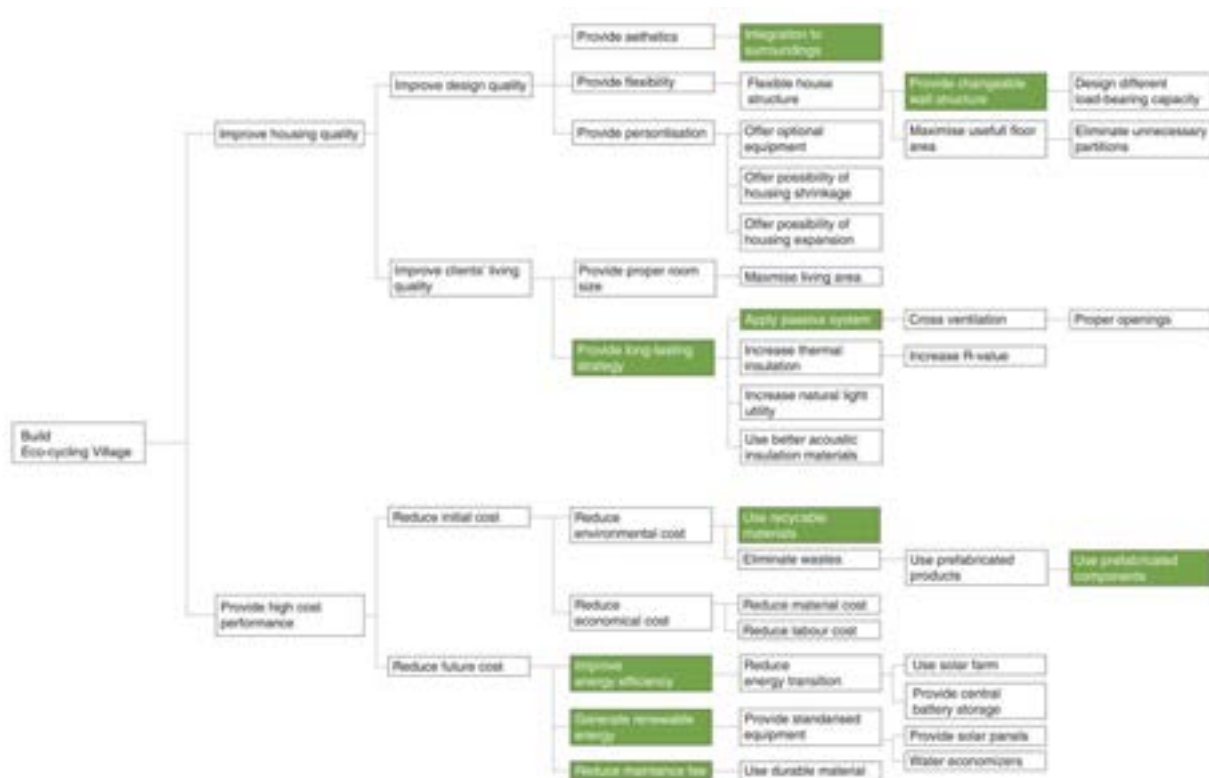 Provide aethetics
Integration to
surroundings
Improve design quality
Provide flexibility
Flexible house
structure
Provide changeable
wall structure
Design different
load-bearing capacity
Improve housing quality
Provide personlisation
Offer optional
equipment
Maximise usefull floor
area
Eliminate unnecessary
partitions
Offer possibility of
housing shrinkage
Offer possibility of
housing expansion
Improve clients' living
quality
Provide proper room
size
Maximise living area
Apply passive system
Cross ventilation
Proper openings
Provide long-lasting
strategy
Increase thermal
insulation
Increase R-value
Increase natural light
utility
Use better acoustic
insulation materials
Build
Eco-cycling Village
Reduce initial cost
Reduce
environmental cost
Use recycable
materials
Eliminate wastes
Use prefabricated
products
Use prefabricated
components
Provide high cost
performance
Reduce
economical cost
Reduce material cost
Reduce labour cost
Reduce future cost
Improve
energy efficiency
Reduce
energy transition
Use solar farm
Provide central
battery storage
Generate renewable
energy
Provide standarised
equipment
Provide solar panels
Water economizers
Reduce maintance fee
Use durable material